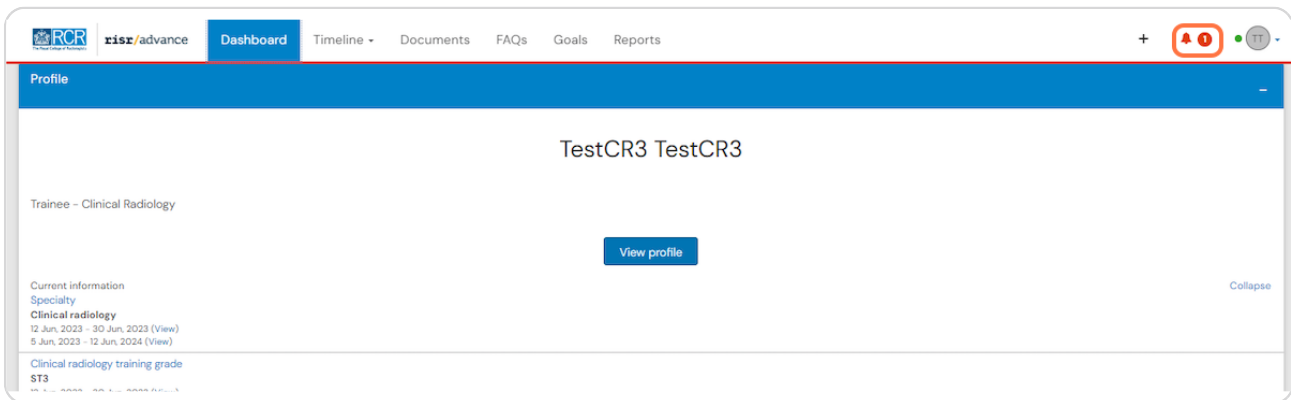 RCR
risr/advance
Dashboard
Timeline
Documents
FAQs
Goals
Reports
+
1
TT
Profile
TestCR3 TestCR3
Trainee - Clinical Radiology
View profile
Current information
Collapse
Specialty
Clinical radiology
12 Jun, 2023 - 30 Jun, 2023 (View)
5 Jun, 2023 - 12 Jun, 2024 (View)
Clinical radiology training grade
ST3